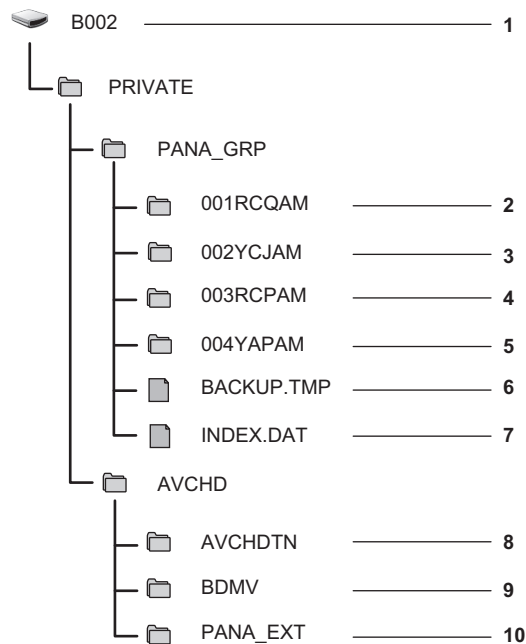 B002 1
PRIVATE
PANA_GRP
001RCQAM 2
002YCJAM 3
003RCPAM 4
004YAPAM 5
BACKUP.TMP 6
INDEX.DAT 7
AVCHD
AVCHDTN 8
BDMV 9
PANA_EXT 10